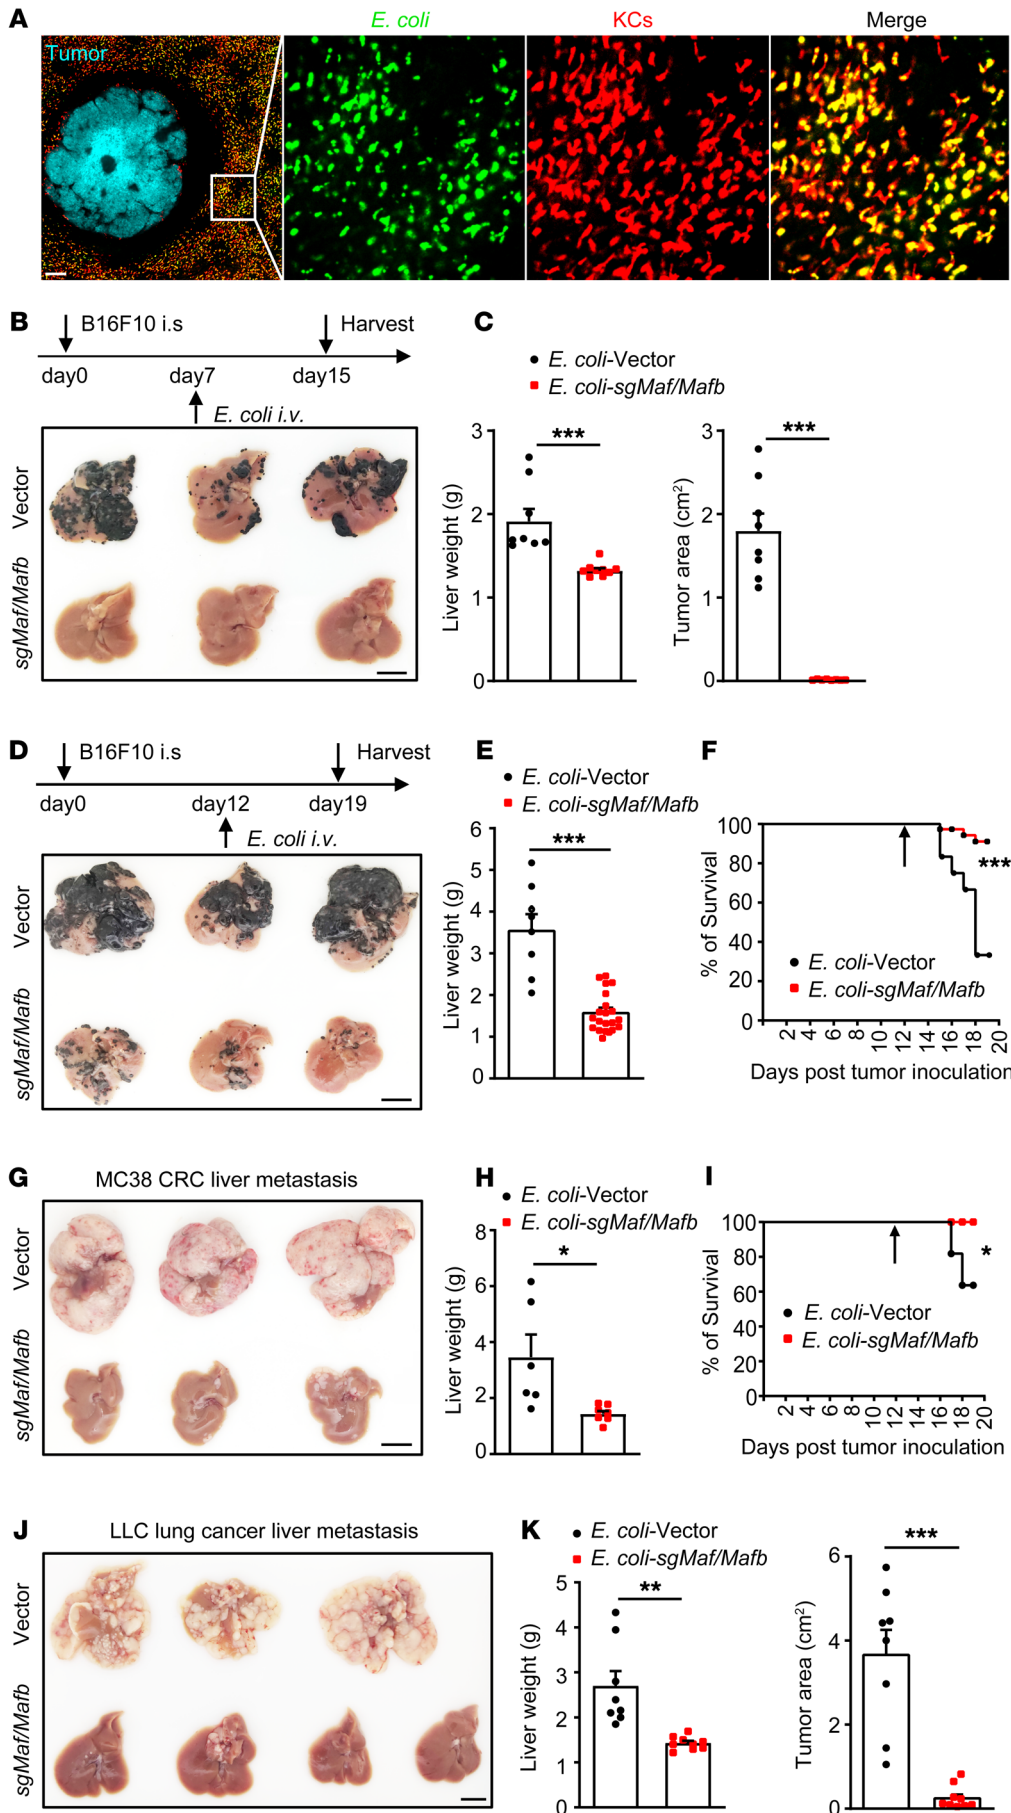 A
E. coli
KCs
Merge
Tumor
B
B16F10 i.s
Harvest
day0
day7
day15
E. coli i.v.
Vector
sgMaf/Mafb
C
E. coli-Vector
E. coli-sgMaf/Mafb
Liver weight (g)
3
2
1
0
***
Tumor area (cm²)
3
2
1
0
***
D
B16F10 i.s
Harvest
day0
day12
day19
E. coli i.v.
Vector
sgMaf/Mafb
E
E. coli-Vector
E. coli-sgMaf/Mafb
Liver weight (g)
6
5
4
3
2
1
0
***
F
% of Survival
100
80
60
40
20
0
***
E. coli-Vector
E. coli-sgMaf/Mafb
2 4 6 8 10 12 14 16 18 20
Days post tumor inoculation
G
MC38 CRC liver metastasis
Vector
sgMaf/Mafb
H
E. coli-Vector
E. coli-sgMaf/Mafb
Liver weight (g)
8
6
4
2
0
*
I
% of Survival
100
80
60
40
20
0
*
E. coli-Vector
E. coli-sgMaf/Mafb
2 4 6 8 10 12 14 16 18 20
Days post tumor inoculation
J
LLC lung cancer liver metastasis
Vector
sgMaf/Mafb
K
E. coli-Vector
E. coli-sgMaf/Mafb
Liver weight (g)
5
4
3
2
1
0
**
Tumor area (cm²)
6
4
2
0
***